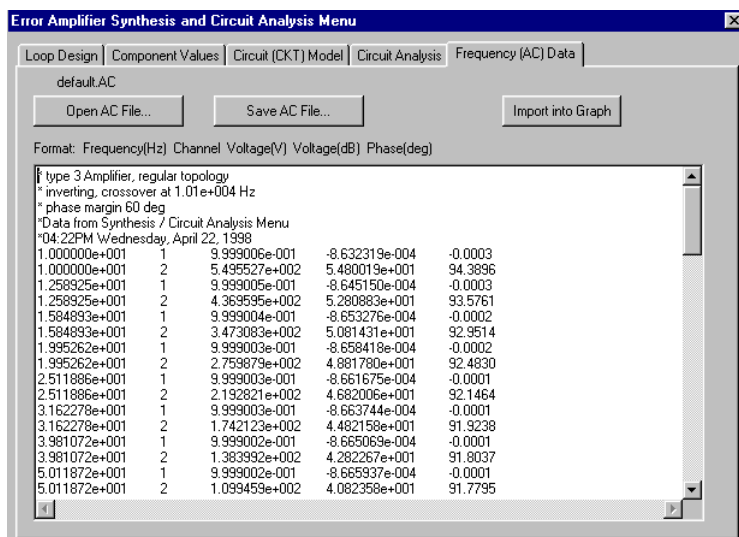 Error Amplifier Synthesis and Circuit Analysis Menu
Loop Design Component Values Circuit (CKT) Model Circuit Analysis Frequency (AC) Data
default.AC
Open AC File... Save AC File... Import into Graph
Format: Frequency(Hz) Channel Voltage(V) Voltage(dB) Phase(deg)
* type 3 Amplifier, regular topology
* inverting, crossover at 1.01e+004 Hz
* phase margin 60 deg
*Data from Synthesis / Circuit Analysis Menu
*04:22PM Wednesday, April 22, 1998
1.000000e+001 1 9.999006e-001 -8.632319e-004 -0.0003
1.000000e+001 2 5.495527e+002 5.480019e+001 94.3896
1.258925e+001 1 9.999005e-001 -8.645150e-004 -0.0003
1.258925e+001 2 4.369595e+002 5.280883e+001 93.5761
1.584893e+001 1 9.999004e-001 -8.653276e-004 -0.0002
1.584893e+001 2 3.473083e+002 5.081431e+001 92.9514
1.995262e+001 1 9.999003e-001 -8.658418e-004 -0.0002
1.995262e+001 2 2.759879e+002 4.881780e+001 92.4830
2.511886e+001 1 9.999003e-001 -8.661675e-004 -0.0001
2.511886e+001 2 2.192821e+002 4.682006e+001 92.1464
3.162278e+001 1 9.999003e-001 -8.663744e-004 -0.0001
3.162278e+001 2 1.742123e+002 4.482158e+001 91.9238
3.981072e+001 1 9.999002e-001 -8.665069e-004 -0.0001
3.981072e+001 2 1.383992e+002 4.282267e+001 91.8037
5.011872e+001 1 9.999002e-001 -8.665937e-004 -0.0001
5.011872e+001 2 1.099459e+002 4.082358e+001 91.7795